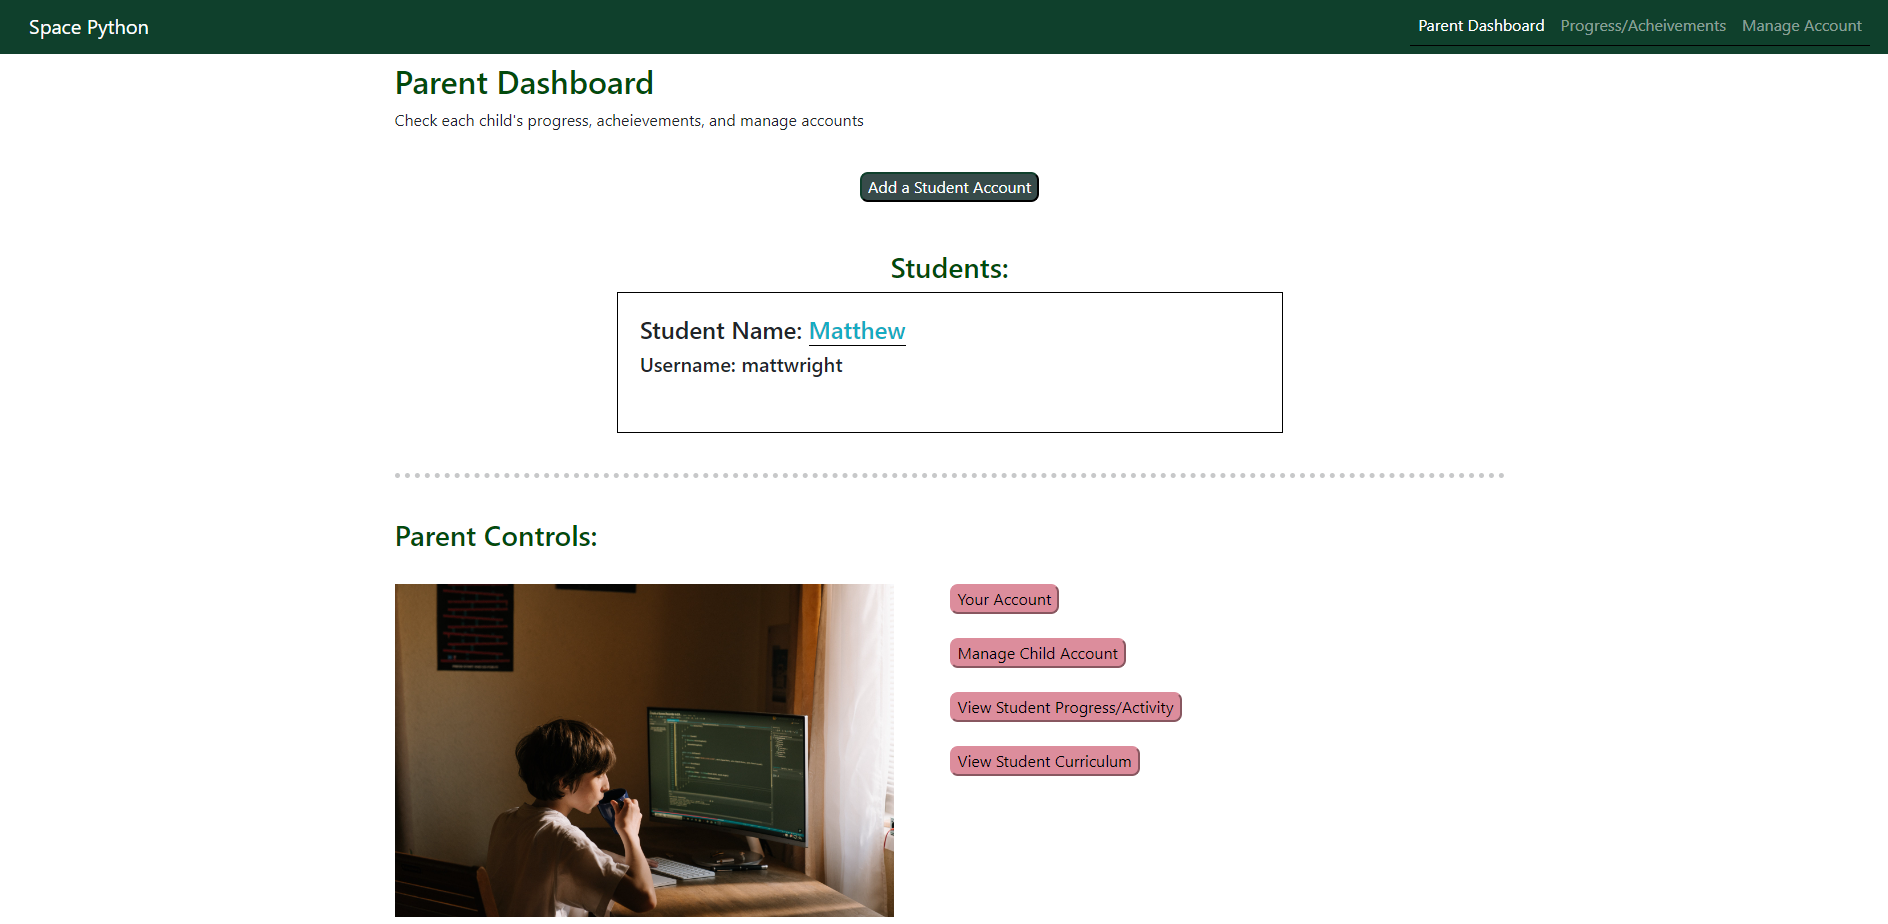 Space Python
Parent Dashboard Progress/Acheivements Manage Account
Parent Dashboard
Check each child's progress, acheievements, and manage accounts
Add a Student Account
Students:
Student Name: Matthew
Username: mattwright
Parent Controls:
Your Account
Manage Child Account
View Student Progress/Activity
View Student Curriculum